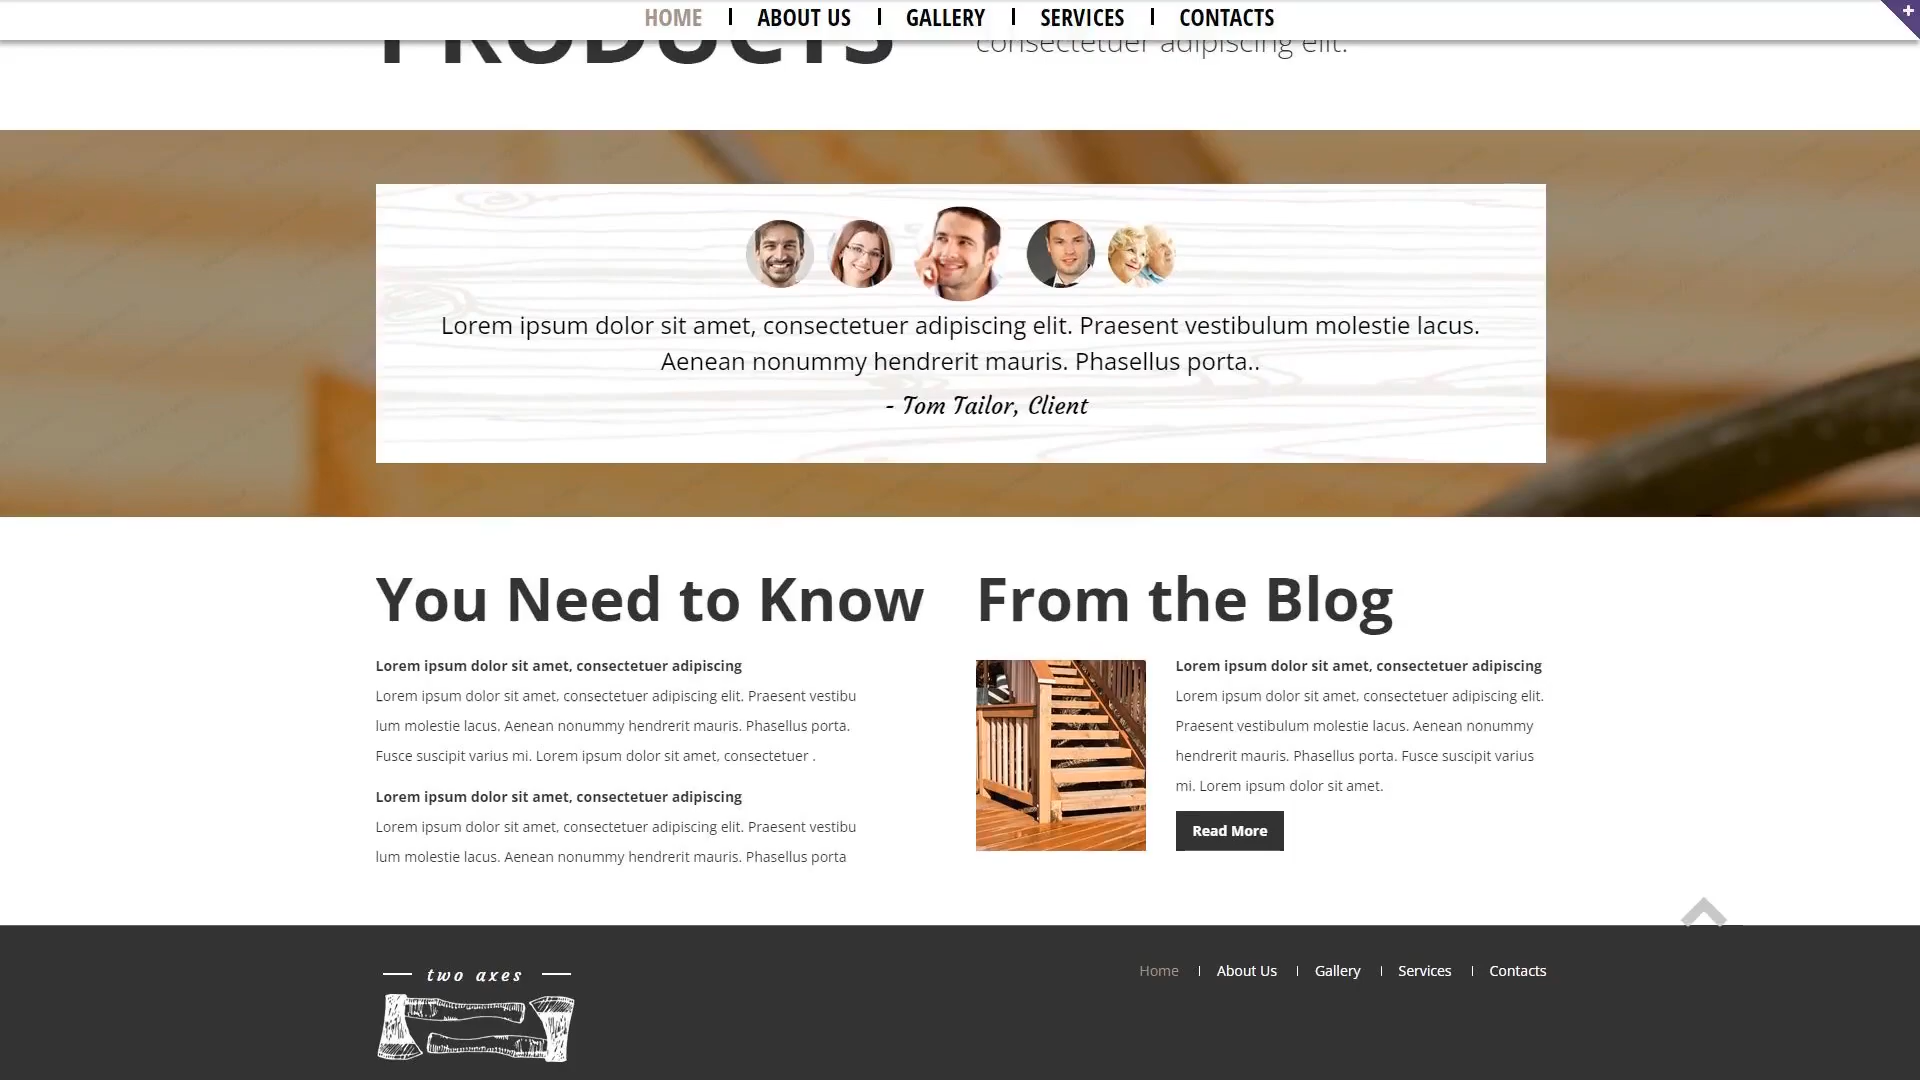 HOME ABOUT US GALLERY SERVICES CONTACTS
PRODUCTS
consectetuer adipiscing elit.
Lorem ipsum dolor sit amet, consectetuer adipiscing elit. Praesent vestibulum molestie lacus.
Aenean nonummy hendrerit mauris. Phasellus porta..
- Tom Tailor, Client
You Need to Know
Lorem ipsum dolor sit amet, consectetuer adipiscing
Lorem ipsum dolor sit amet, consectetuer adipiscing elit. Praesent vestibu
lum molestie lacus. Aenean nonummy hendrerit mauris. Phasellus porta.
Fusce suscipit varius mi. Lorem ipsum dolor sit amet, consectetuer .
Lorem ipsum dolor sit amet, consectetuer adipiscing
Lorem ipsum dolor sit amet, consectetuer adipiscing elit. Praesent vestibu
lum molestie lacus. Aenean nonummy hendrerit mauris. Phasellus porta
From the Blog
Lorem ipsum dolor sit amet, consectetuer adipiscing
Lorem ipsum dolor sit amet, consectetuer adipiscing elit.
Praesent vestibulum molestie lacus. Aenean nonummy
hendrerit mauris. Phasellus porta. Fusce suscipit varius
mi. Lorem ipsum dolor sit amet.
Read More
two axes
Home About Us Gallery Services Contacts